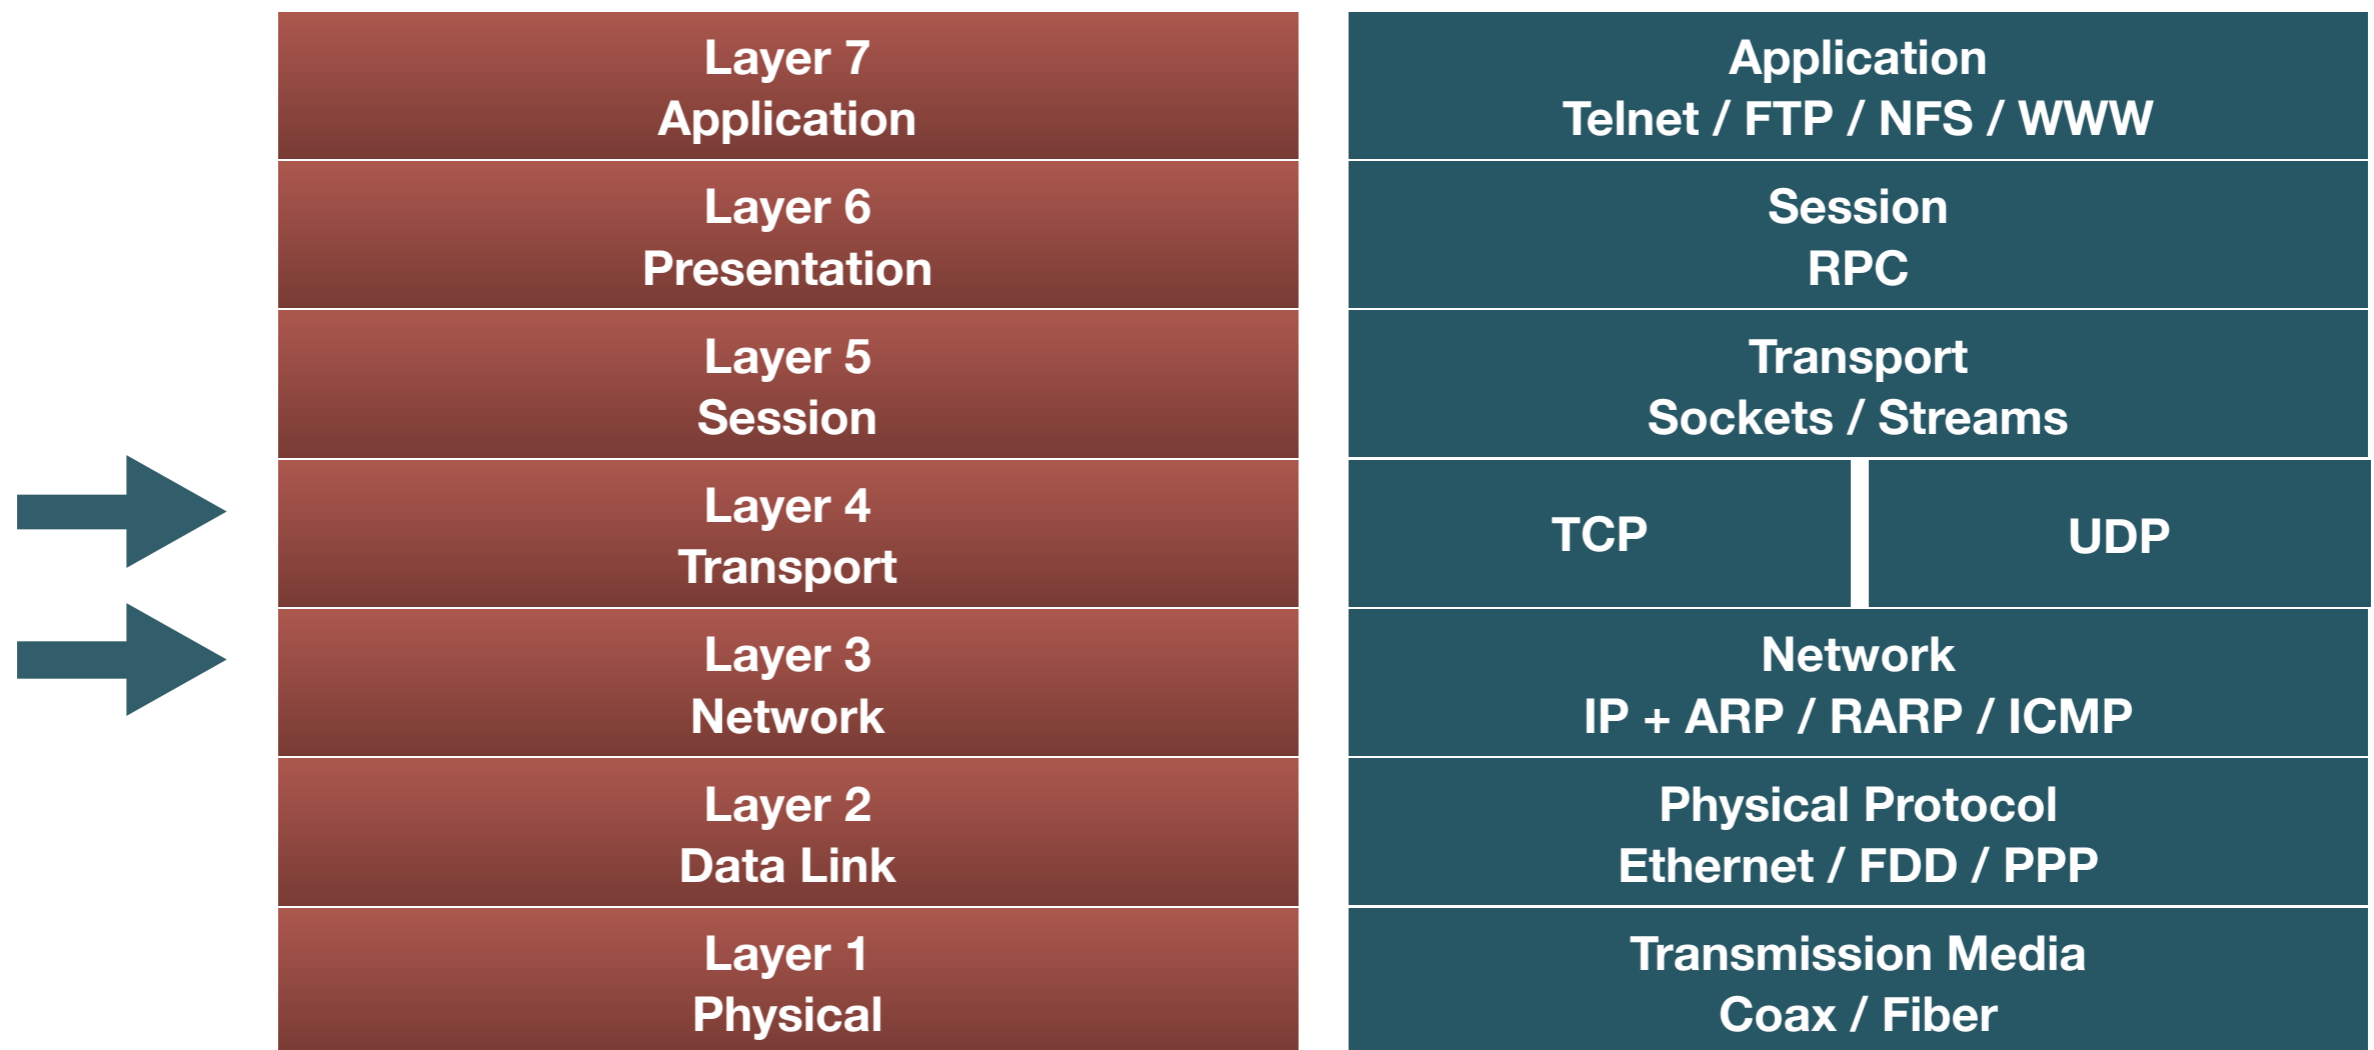 Layer 7
Application
Application
Telnet / FTP / NFS / WWW
Layer 6
Presentation
Session
RPC
Layer 5
Session
Transport
Sockets / Streams
Layer 4
Transport
TCP
UDP
Layer 3
Network
Network
IP + ARP / RARP / ICMP
Layer 2
Data Link
Physical Protocol
Ethernet / FDD / PPP
Layer 1
Physical
Transmission Media
Coax / Fiber